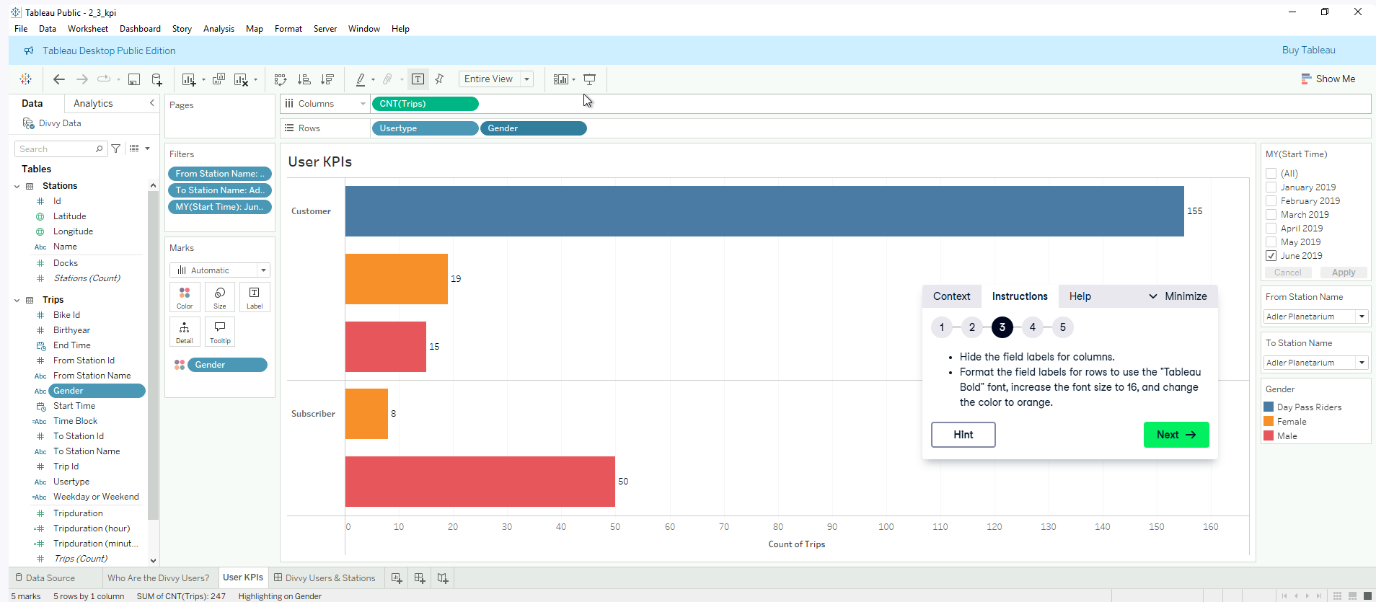 Tableau Public - 2_3_kpi
File Data Worksheet Dashboard Story Analysis Map Format Server Window Help
Tableau Desktop Public Edition
Buy Tableau
Entire View
Show Me
Data Analytics
Divvy Data
Search
Tables
Stations
Id
Latitude
Longitude
Abc Name
Docks
Stations (Count)
Trips
Bike Id
Birthyear
End Time
From Station Id
Abc From Station Name
Abc Gender
Start Time
=Abc Time Block
To Station Id
Abc To Station Name
Trip Id
Abc Usertype
=Abc Weekday or Weekend
Tripduration
Tripduration (hour)
Tripduration (minut...
Trips (Count)
Pages
Filters
From Station Name: ..
To Station Name: Ad..
MY(Start Time): Jun..
Marks
Automatic
Color Size Label
Detail Tooltip
Gender
Columns CNT(Trips)
Rows Usertype Gender
User KPIs
Customer
155
19
15
Subscriber
8
50
0 10 20 30 40 50 60 70 80 90 100 110 120 130 140 150 160
Count of Trips
Context Instructions Help Minimize
1 2 3 4 5
• Hide the field labels for columns.
• Format the field labels for rows to use the "Tableau
Bold" font, increase the font size to 16, and change
the color to orange.
Hint
Next →
MY(Start Time)
(All)
January 2019
February 2019
March 2019
April 2019
May 2019
June 2019
Cancel Apply
From Station Name
Adler Planetarium
To Station Name
Adler Planetarium
Gender
Day Pass Riders
Female
Male
Data Source Who Are the Divvy Users? User KPIs Divvy Users & Stations
5 marks 5 rows by 1 column SUM of CNT(Trips): 247 Highlighting on Gender